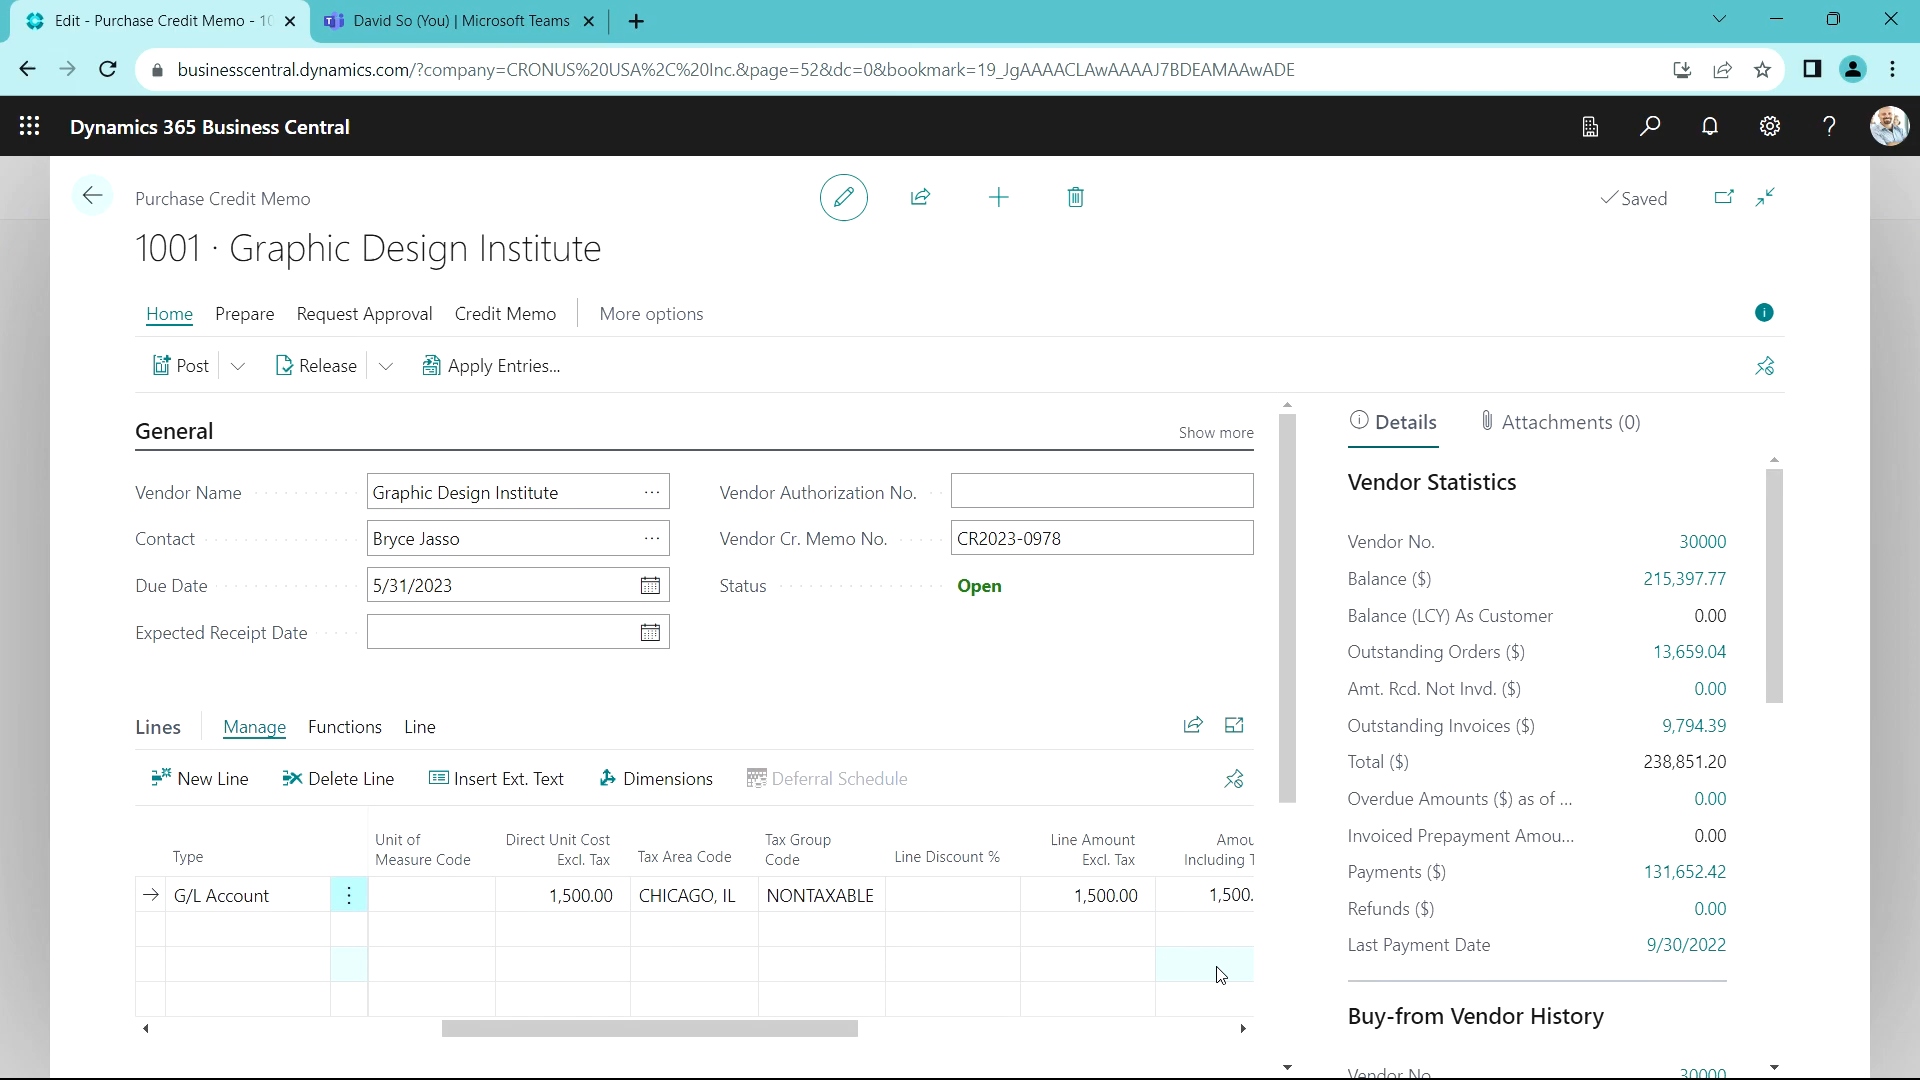 Edit - Purchase Credit Memo - 10
David So (You) | Microsoft Teams
businesscentral.dynamics.com/?company=CRONUS%20USA%2C%20Inc.&page=52&dc=0&bookmark=19_JgAAAACLAwAAAAJ7BDEAMAAwADE
Dynamics 365 Business Central
Purchase Credit Memo
Saved
1001 · Graphic Design Institute
Home Prepare Request Approval Credit Memo More options
Post Release Apply Entries...
General Show more
Vendor Name Graphic Design Institute Vendor Authorization No.
Contact Bryce Jasso Vendor Cr. Memo No. CR2023-0978
Due Date 5/31/2023 Status Open
Expected Receipt Date
Lines Manage Functions Line
New Line Delete Line Insert Ext. Text Dimensions Deferral Schedule
Type Unit of Measure Code Direct Unit Cost Excl. Tax Tax Area Code Tax Group Code Line Discount % Line Amount Excl. Tax Amou Including T
G/L Account 1,500.00 CHICAGO, IL NONTAXABLE 1,500.00 1,500.
Details Attachments (0)
Vendor Statistics
Vendor No. 30000
Balance ($) 215,397.77
Balance (LCY) As Customer 0.00
Outstanding Orders ($) 13,659.04
Amt. Rcd. Not Invd. ($) 0.00
Outstanding Invoices ($) 9,794.39
Total ($) 238,851.20
Overdue Amounts ($) as of ... 0.00
Invoiced Prepayment Amou... 0.00
Payments ($) 131,652.42
Refunds ($) 0.00
Last Payment Date 9/30/2022
Buy-from Vendor History
Vendor No. 30000